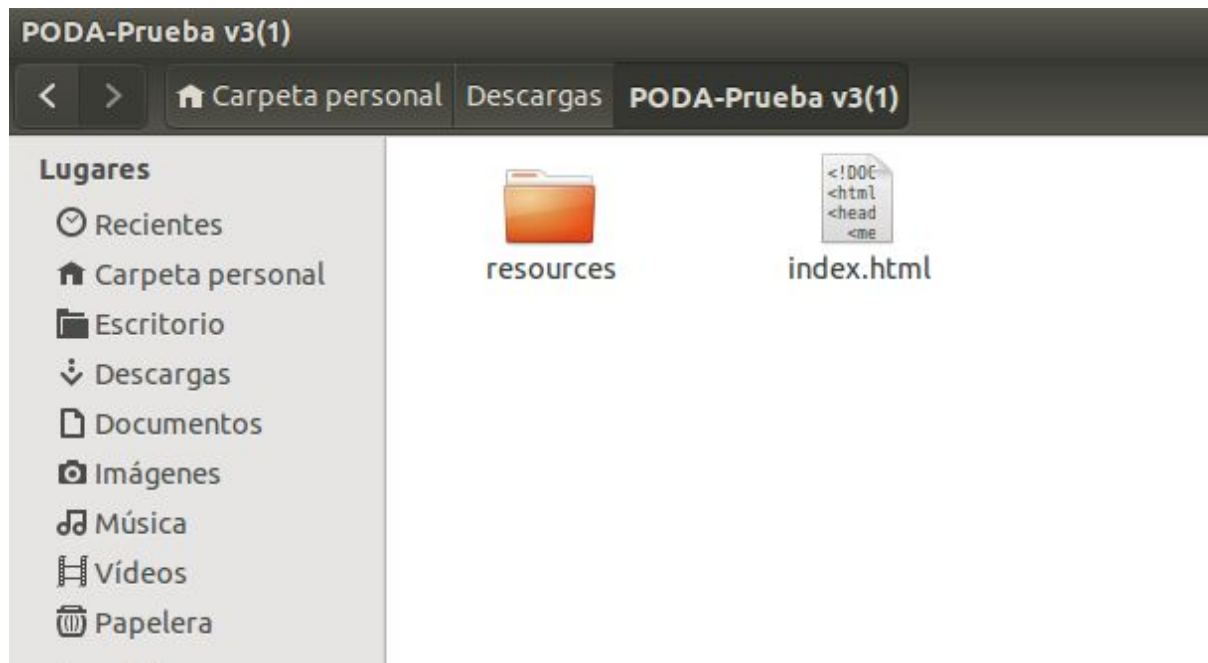 PODA-Prueba v3(1)
< > Carpeta personal Descargas PODA-Prueba v3(1)
Lugares
Recientes
Carpeta personal
Escritorio
Descargas
Documentos
Imágenes
Música
Vídeos
Papelera
<!DOC
<html
<head
<me
resources
index.html